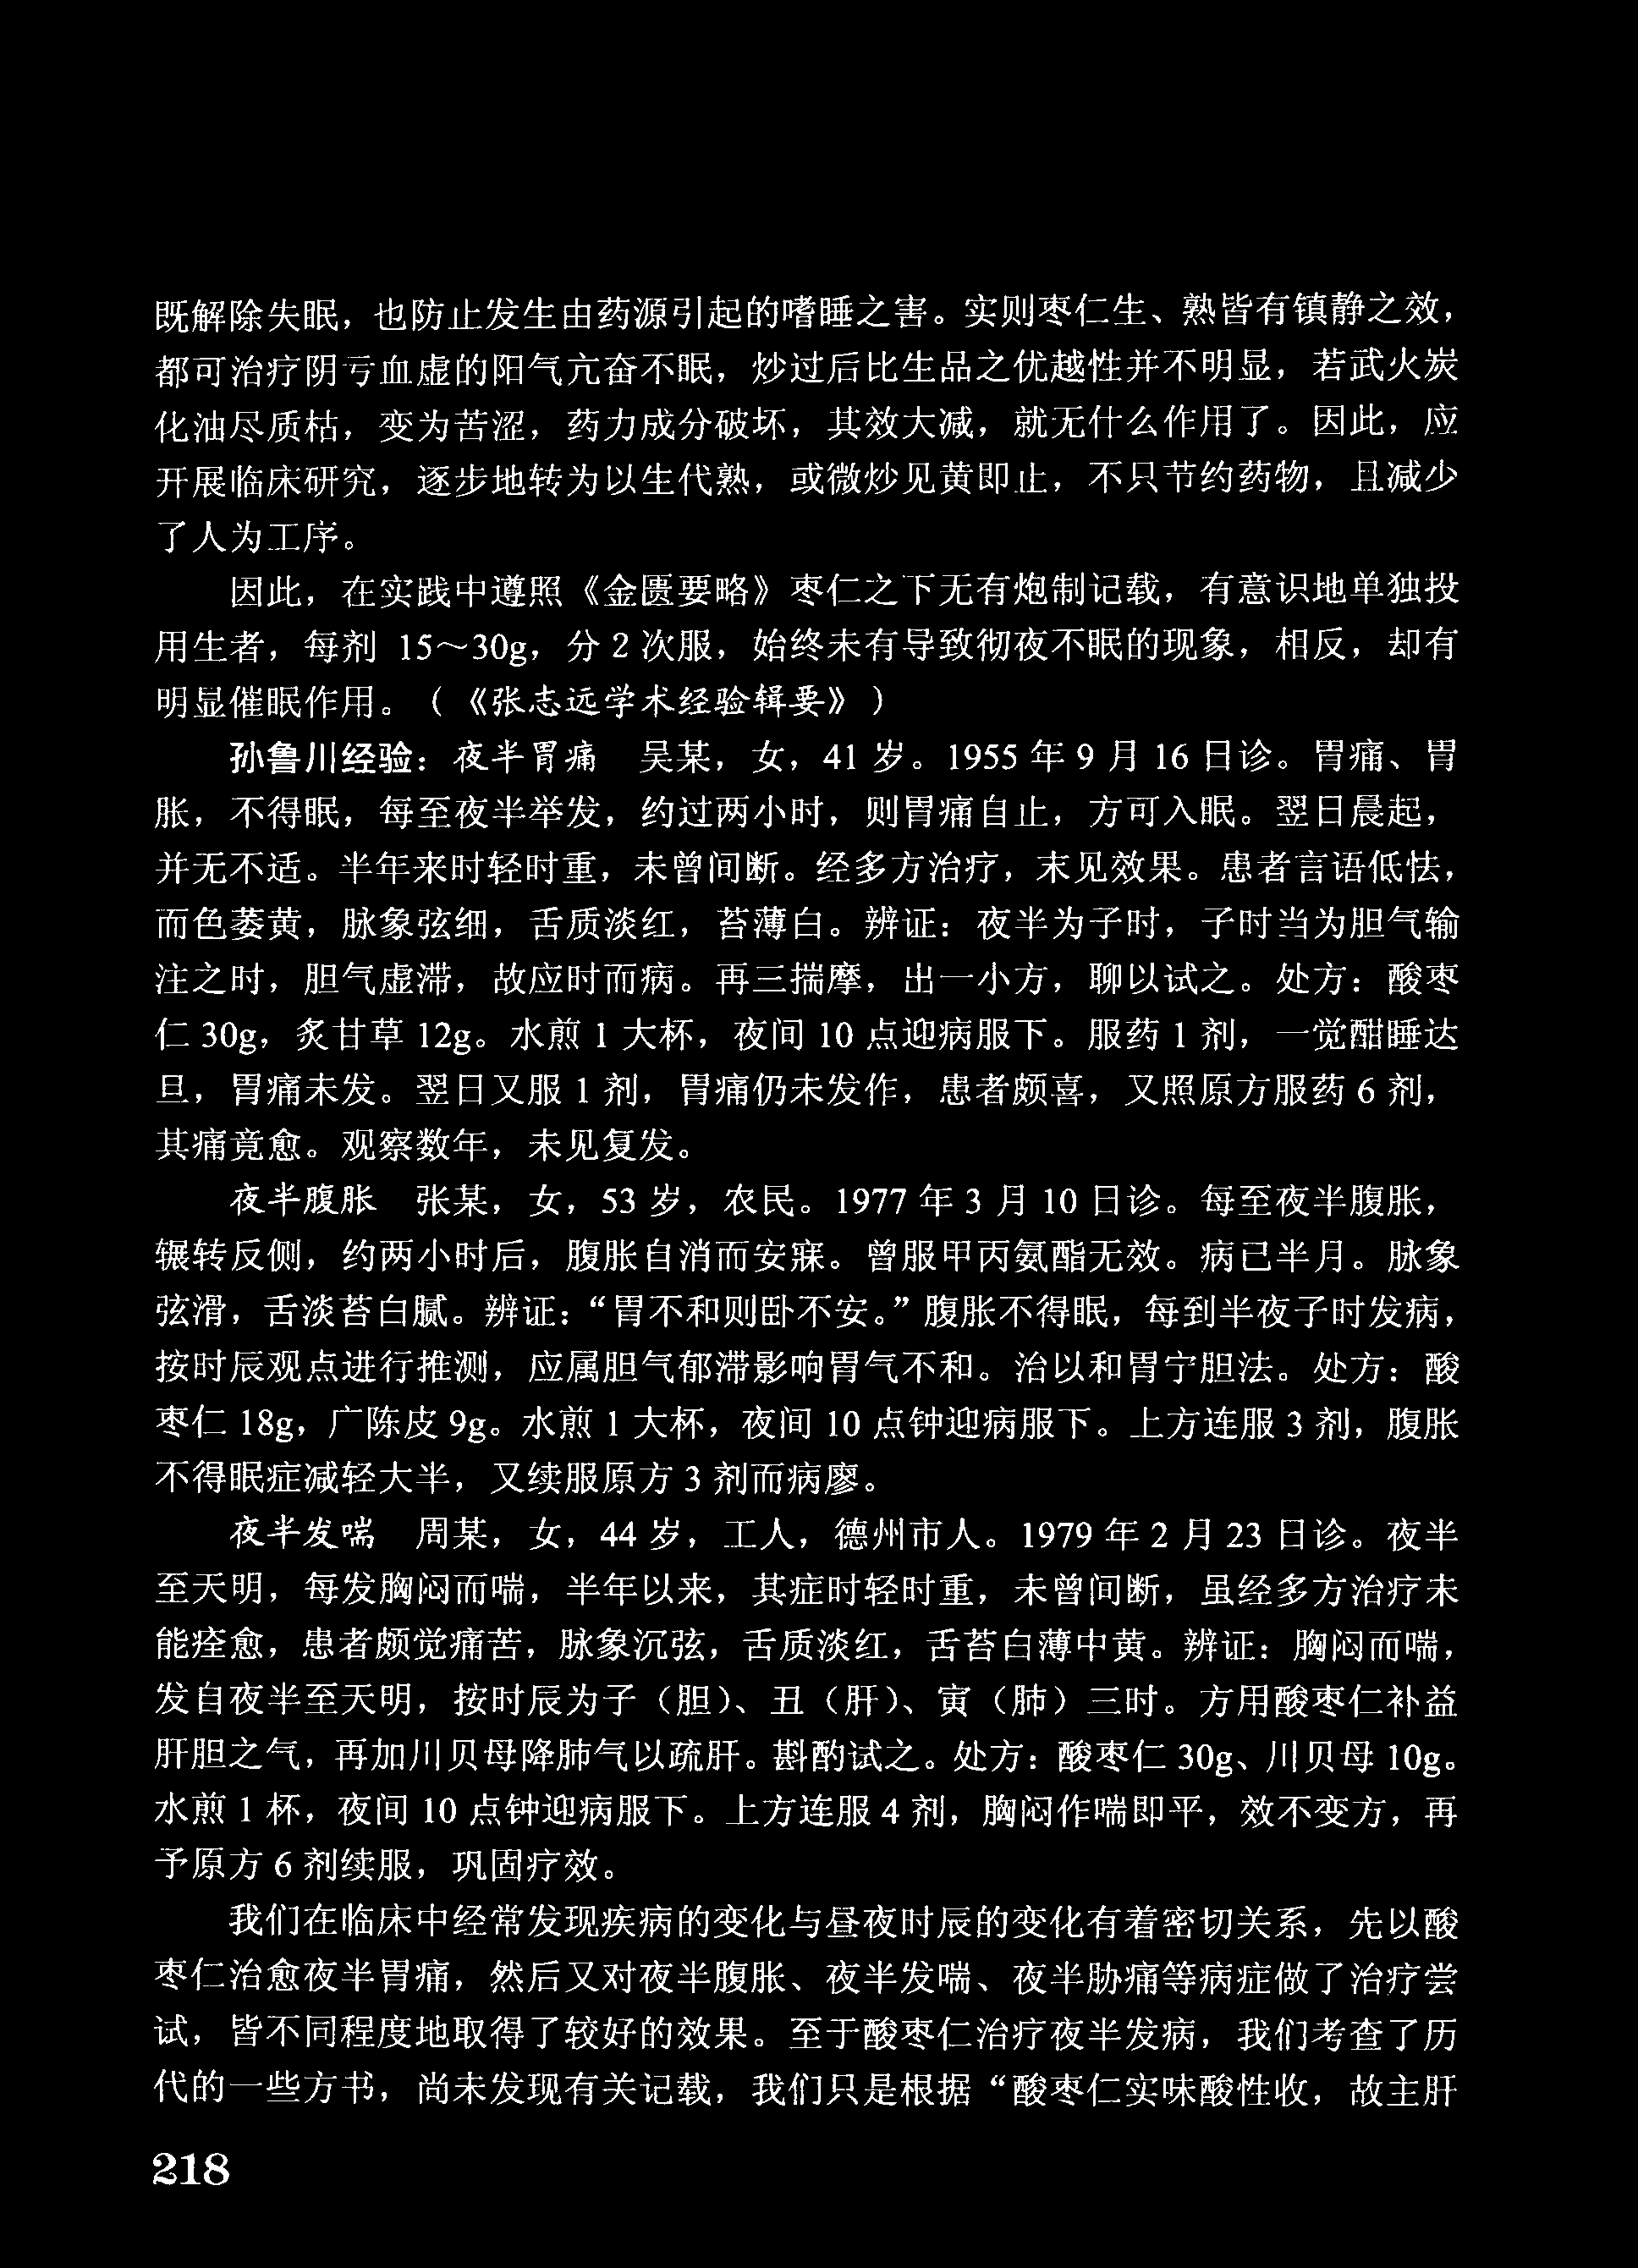 既解除失眠，也防止发生由药源引起的嗜睡之害。实则枣仁生、熟皆有镇静之效，
都可治疗阴亏血虚的阳气亢奋不眠，炒过后比生品之优越性并不明显，若武火炭
化油尽质枯，变为苦涩，药力成分破坏，其效大减，就无什么作用了。因此，应
开展临床研究，逐步地转为以生代熟，或微炒见黄即止，不只节约药物，且减少
了人为工序。
因此，在实践中遵照《金匮要略》枣仁之下无有炮制记载，有意识地单独投
用生者，每剂 15～30g，分 2 次服，始终未有导致彻夜不眠的现象，相反，却有
明显催眠作用。（《张志远学术经验辑要》）
孙鲁川经验：夜半胃痛　吴某，女，41 岁。1955 年 9 月 16 日诊。胃痛、胃
胀，不得眠，每至夜半举发，约过两小时，则胃痛自止，方可入眠。翌日晨起，
并无不适。半年来时轻时重，未曾间断。经多方治疗，末见效果。患者言语低怯，
而色萎黄，脉象弦细，舌质淡红，苔薄白。辨证：夜半为子时，子时当为胆气输
注之时，胆气虚滞，故应时而病。再三揣摩，出一小方，聊以试之。处方：酸枣
仁 30g，炙甘草 12g。水煎 1 大杯，夜间 10 点迎病服下。服药 1 剂，一觉酣睡达
旦，胃痛未发。翌日又服 1 剂，胃痛仍未发作，患者颇喜，又照原方服药 6 剂，
其痛竟愈。观察数年，未见复发。
夜半腹胀　张某，女，53 岁，农民。1977 年 3 月 10 日诊。每至夜半腹胀，
辗转反侧，约两小时后，腹胀自消而安寐。曾服甲丙氨酯无效。病已半月。脉象
弦滑，舌淡苔白腻。辨证：“胃不和则卧不安。”腹胀不得眠，每到半夜子时发病，
按时辰观点进行推测，应属胆气郁滞影响胃气不和。治以和胃宁胆法。处方：酸
枣仁 18g，广陈皮 9g。水煎 1 大杯，夜间 10 点钟迎病服下。上方连服 3 剂，腹胀
不得眠症减轻大半，又续服原方 3 剂而病廖。
夜半发喘　周某，女，44 岁，工人，德州市人。1979 年 2 月 23 日诊。夜半
至天明，每发胸闷而喘，半年以来，其症时轻时重，未曾间断，虽经多方治疗未
能痊愈，患者颇觉痛苦，脉象沉弦，舌质淡红，舌苔白薄中黄。辨证：胸闷而喘，
发自夜半至天明，按时辰为子（胆）、丑（肝）、寅（肺）三时。方用酸枣仁补益
肝胆之气，再加川贝母降肺气以疏肝。斟酌试之。处方：酸枣仁 30g、川贝母 10g。
水煎 1 杯，夜间 10 点钟迎病服下。上方连服 4 剂，胸闷作喘即平，效不变方，再
予原方 6 剂续服，巩固疗效。
我们在临床中经常发现疾病的变化与昼夜时辰的变化有着密切关系，先以酸
枣仁治愈夜半胃痛，然后又对夜半腹胀、夜半发喘、夜半胁痛等病症做了治疗尝
试，皆不同程度地取得了较好的效果。至于酸枣仁治疗夜半发病，我们考查了历
代的一些方书，尚未发现有关记载，我们只是根据“酸枣仁实味酸性收，故主肝
218